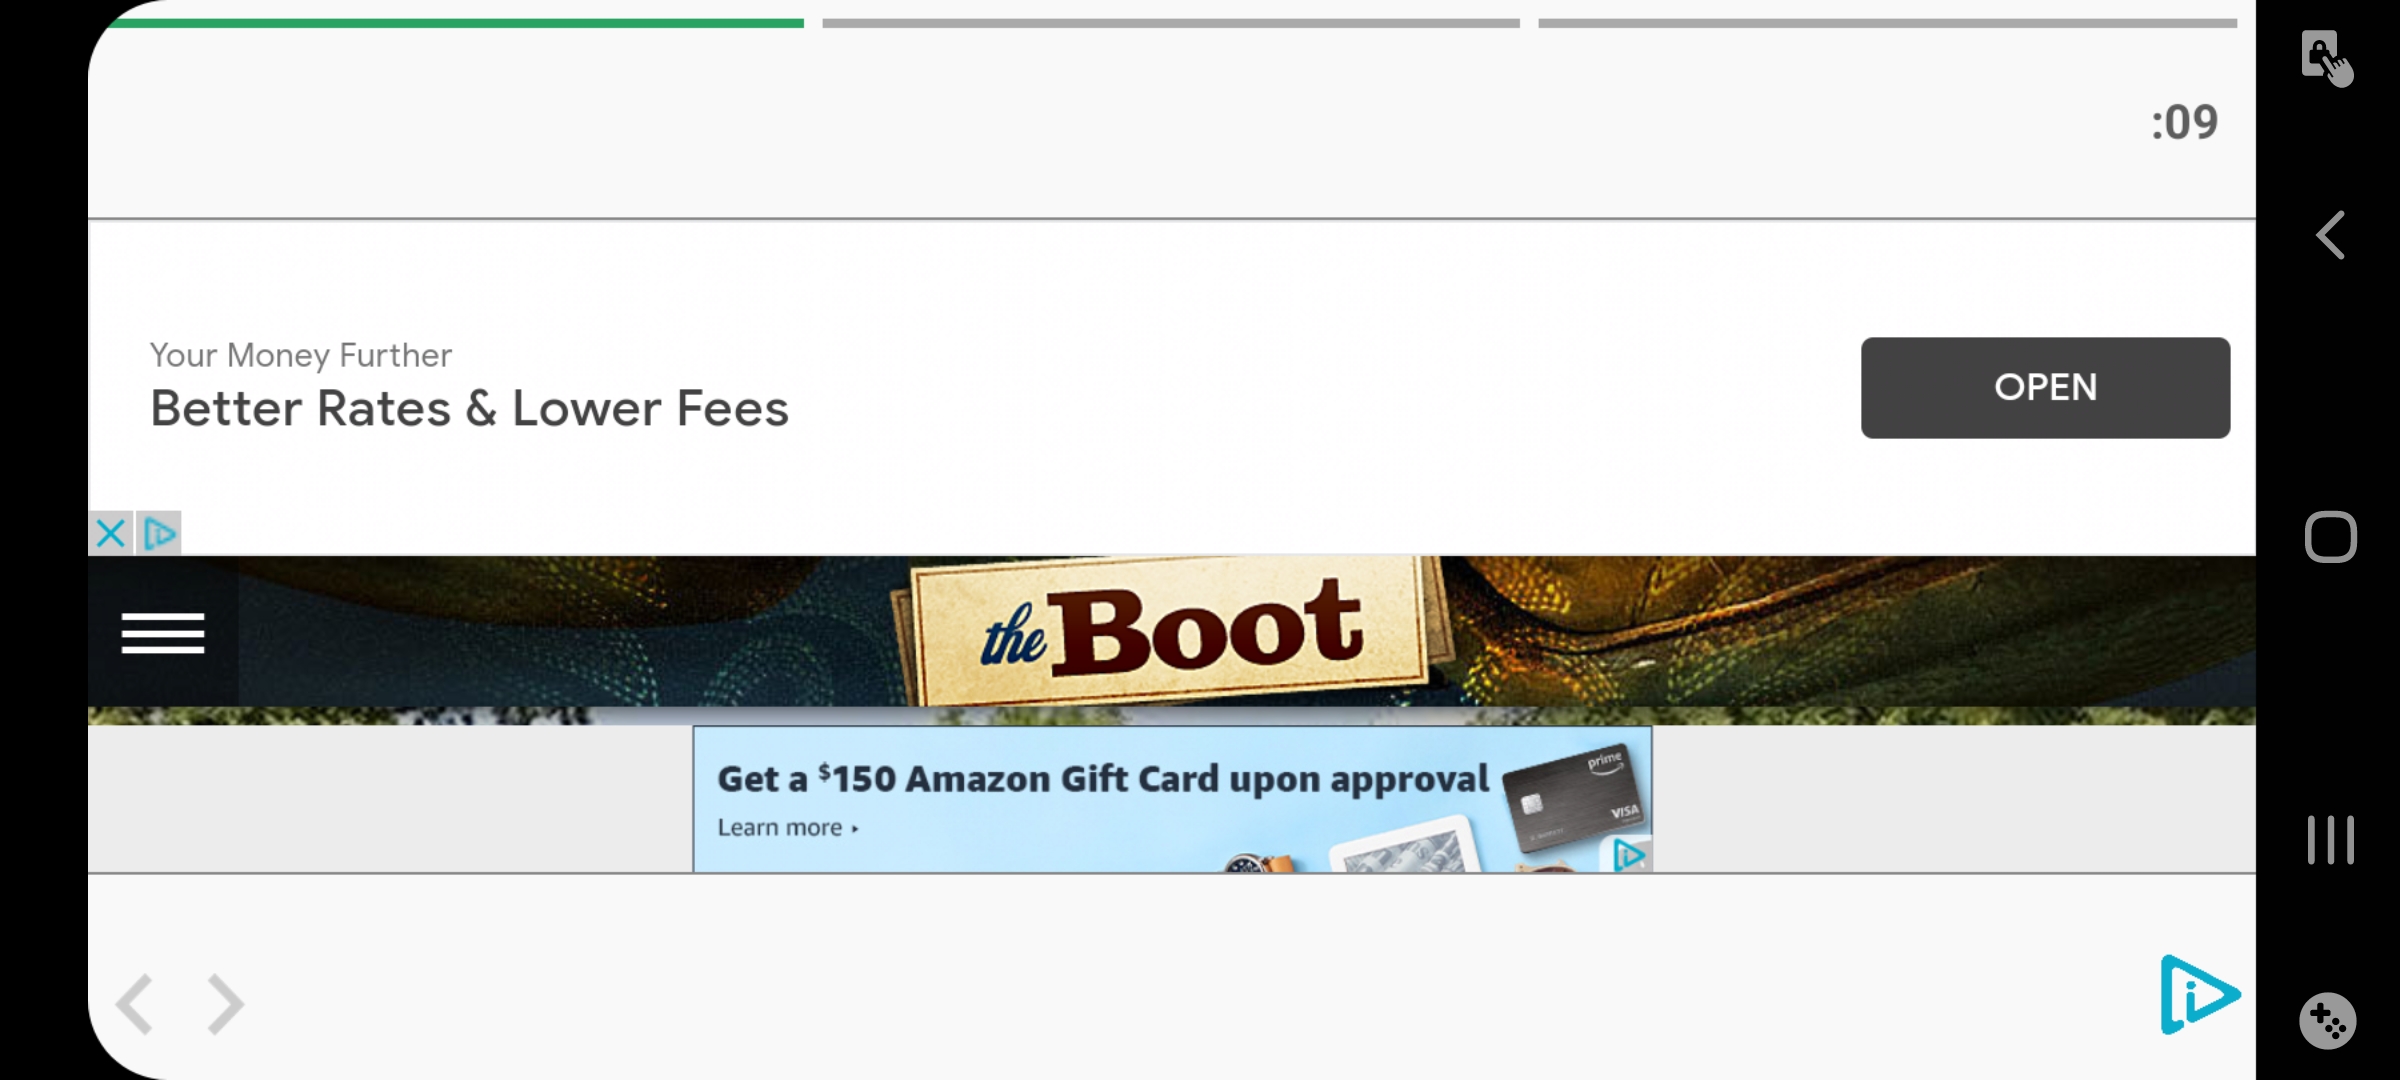 :09
Your Money Further
Better Rates & Lower Fees
OPEN
the Boot
Get a $150 Amazon Gift Card upon approval
Learn more
prime
VISA